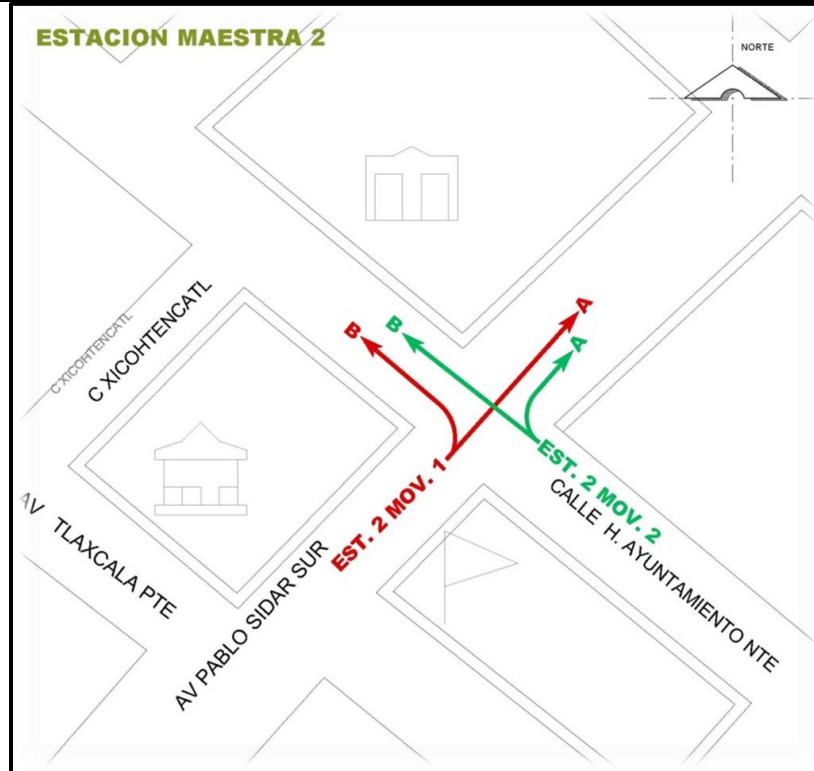 ESTACION MAESTRA 2
NORTE
A
B
B
A
C XICOHTENCATL
C XICOHTENCATL
EST. 2 MOV. 1
EST. 2 MOV. 2
CALLE H. AYUNTAMIENTO NTE
AV TLAXCALA PTE
AV PABLO SIDAR SUR